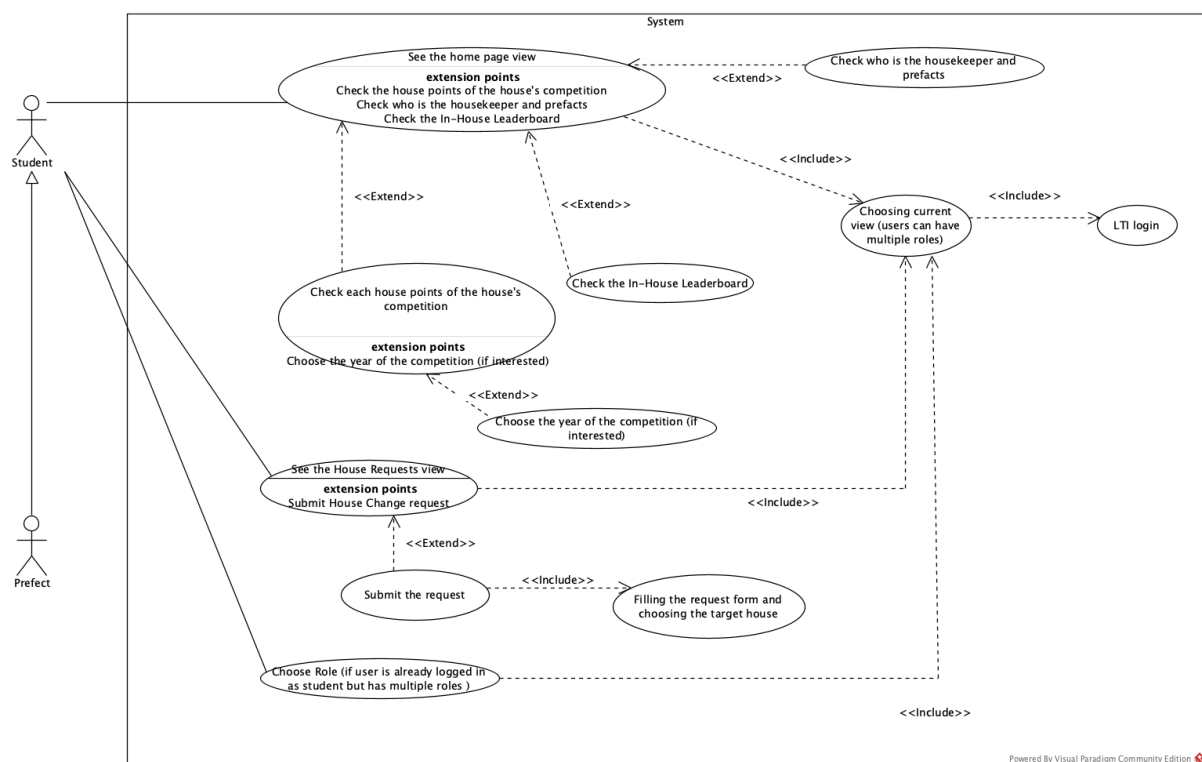 System
See the home page view
extension points
Check the house points of the house's competition
Check who is the housekeeper and prefacts
Check the In-House Leaderboard
<<Extend>>
Check who is the housekeeper and
prefacts
Student
<<Include>>
<<Extend>>
<<Extend>>
<<Include>>
Choosing current
view (users can have
multiple roles)
LTI login
Check the In-House Leaderboard
Check each house points of the house's
competition
extension points
Choose the year of the competition (if interested)
<<Extend>>
Choose the year of the competition (if
interested)
See the House Requests view
extension points
Submit House Change request
<<Include>>
<<Extend>>
Prefect
Submit the request
<<Include>>
Filling the request form and
choosing the target house
Choose Role (if user is already logged in
as student but has multiple roles )
<<Include>>
Powered By Visual Paradigm Community Edition